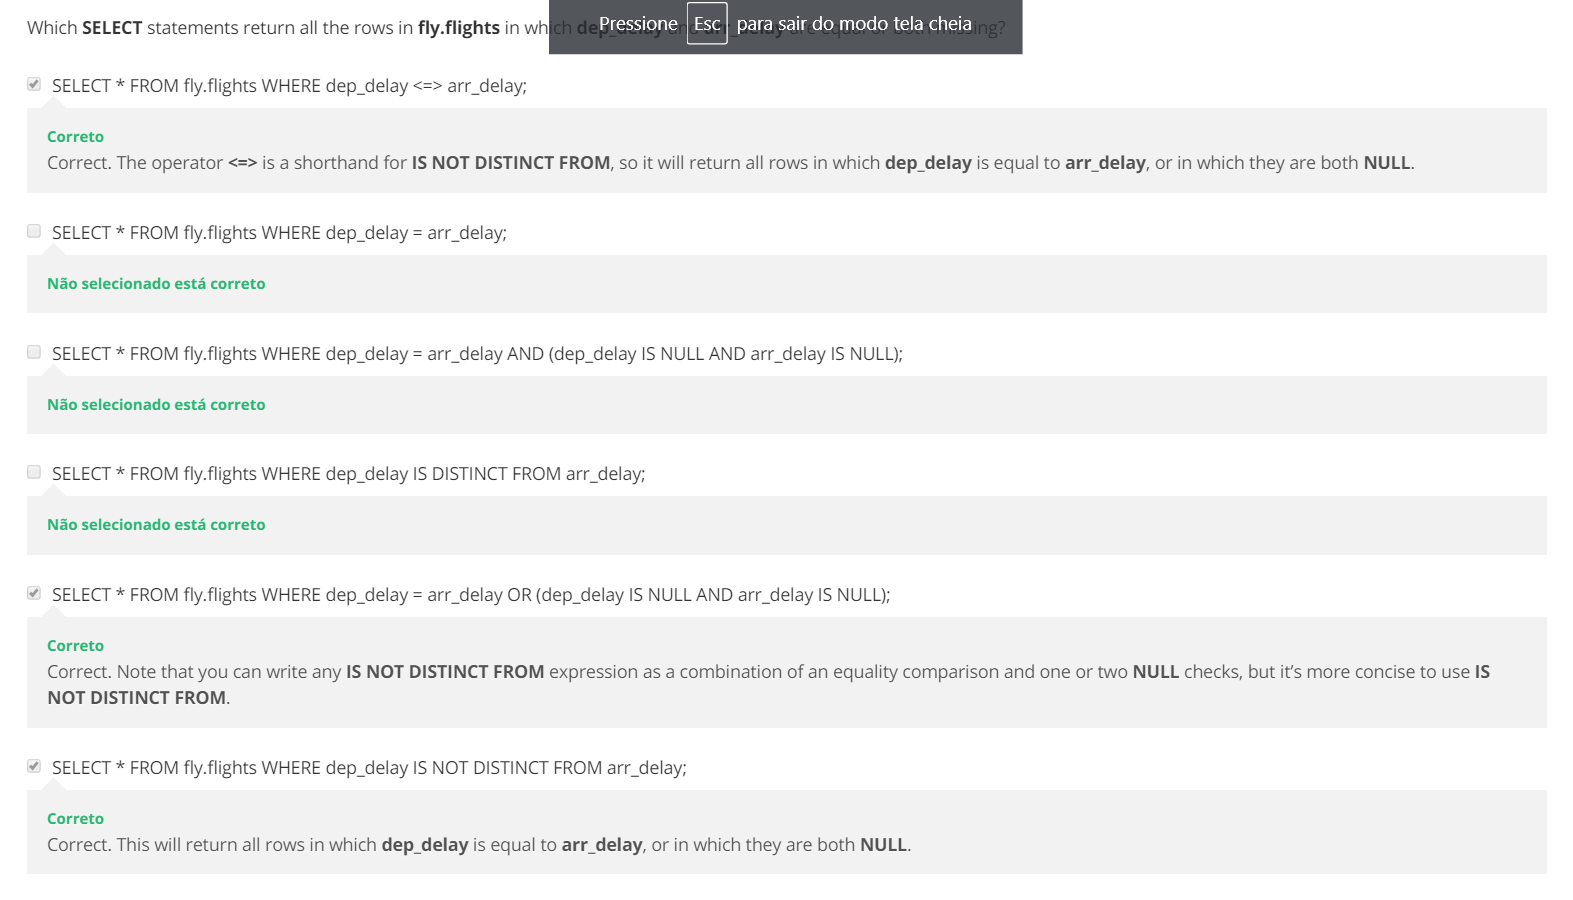 Which SELECT statements return all the rows in fly.flights in which dep_delay and arr_delay are equal or both missing?
Pressione Esc para sair do modo tela cheia
SELECT * FROM fly.flights WHERE dep_delay <=> arr_delay;
Correto
Correct. The operator <=> is a shorthand for IS NOT DISTINCT FROM, so it will return all rows in which dep_delay is equal to arr_delay, or in which they are both NULL.
SELECT * FROM fly.flights WHERE dep_delay = arr_delay;
Não selecionado está correto
SELECT * FROM fly.flights WHERE dep_delay = arr_delay AND (dep_delay IS NULL AND arr_delay IS NULL);
Não selecionado está correto
SELECT * FROM fly.flights WHERE dep_delay IS DISTINCT FROM arr_delay;
Não selecionado está correto
SELECT * FROM fly.flights WHERE dep_delay = arr_delay OR (dep_delay IS NULL AND arr_delay IS NULL);
Correto
Correct. Note that you can write any IS NOT DISTINCT FROM expression as a combination of an equality comparison and one or two NULL checks, but it’s more concise to use IS
NOT DISTINCT FROM.
SELECT * FROM fly.flights WHERE dep_delay IS NOT DISTINCT FROM arr_delay;
Correto
Correct. This will return all rows in which dep_delay is equal to arr_delay, or in which they are both NULL.